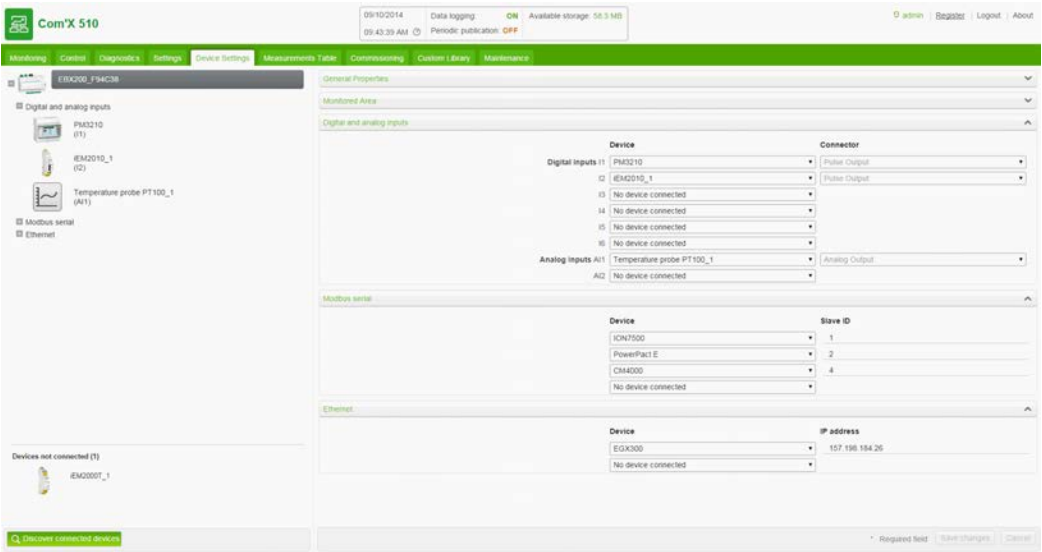 Com'X 510
09/10/2014 Data logging: ON Available storage: 58.3 MB
09:43:39 AM Periodic publication: OFF
admin | Register | Logout | About
Monitoring Control Diagnostics Settings Device Settings Measurements Table Commissioning Custom Library Maintenance
EBX200_F94C38
Digital and analog inputs
PM3210
(I1)
iEM2010_1
(I2)
Temperature probe PT100_1
(AI1)
Modbus serial
Ethernet
Devices not connected (1)
iEM2000T_1
Discover connected devices
General Properties
Monitored Area
Digital and analog inputs
Device Connector
Digital inputs I1 PM3210 Pulse Output
I2 iEM2010_1 Pulse Output
I3 No device connected
I4 No device connected
I5 No device connected
I6 No device connected
Analog inputs AI1 Temperature probe PT100_1 Analog Output
AI2 No device connected
Modbus serial
Device Slave ID
ION7500 1
PowerPact E 2
CM4000 4
No device connected
Ethernet
Device IP address
EGX300 157.198.184.26
No device connected
* Required field Save changes Cancel